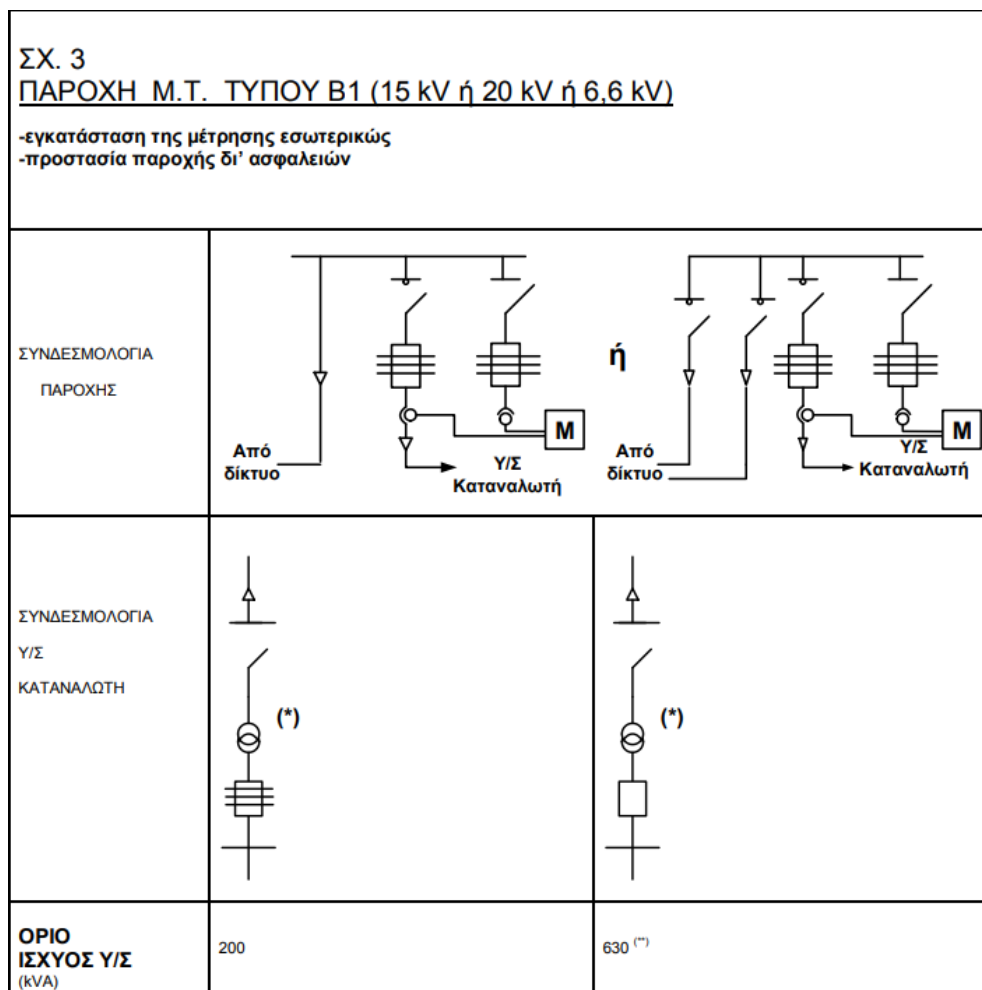 ΣΧ. 3
ΠΑΡΟΧΗ Μ.Τ. ΤΥΠΟΥ Β1 (15 kV ή 20 kV ή 6,6 kV)
-εγκατάσταση της μέτρησης εσωτερικώς
-προστασία παροχής δι’ ασφαλειών
ΣΥΝΔΕΣΜΟΛΟΓΙΑ
ΠΑΡΟΧΗΣ
Από
δίκτυο
M
Υ/Σ
Καταναλωτή
ή
Από
δίκτυο
M
Υ/Σ
Καταναλωτή
ΣΥΝΔΕΣΜΟΛΟΓΙΑ
Υ/Σ
ΚΑΤΑΝΑΛΩΤΗ
(*)
(*)
ΟΡΙΟ
ΙΣΧΥΟΣ Υ/Σ
(kVA)
200
630 (**)